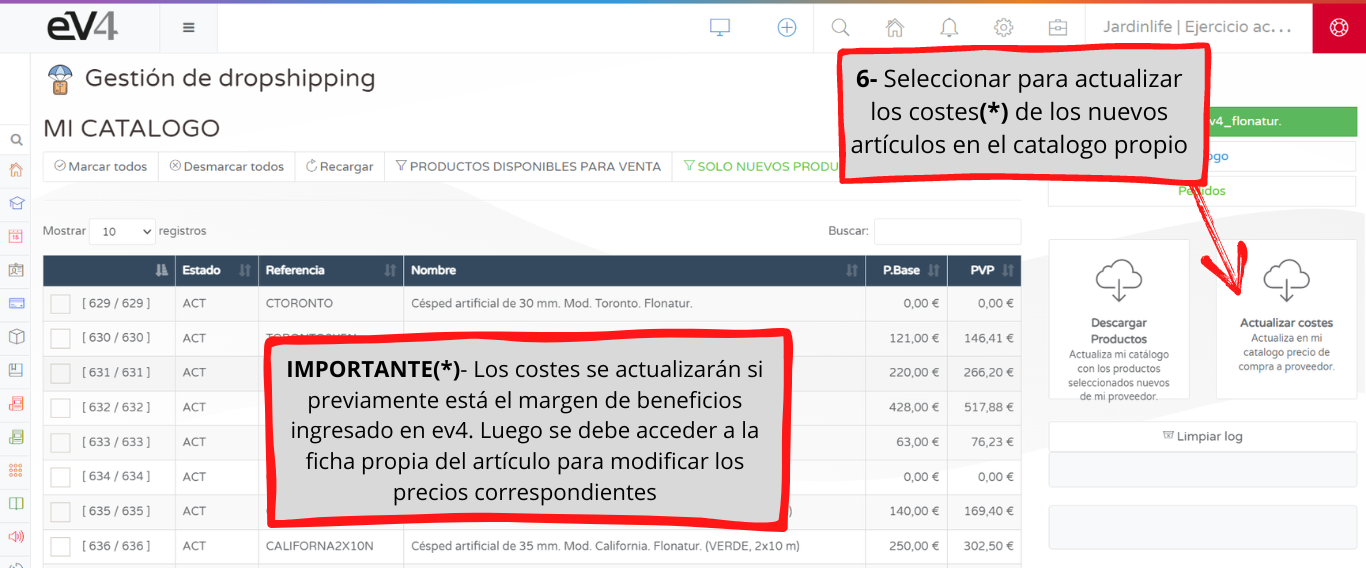 eV4
Jardinlife | Ejercicio ac...
Gestión de dropshipping
6- Seleccionar para actualizar
los costes(*) de los nuevos
artículos en el catalogo propio
MI CATALOGO
v4_flonatur.
Marcar todos
Desmarcar todos
Recargar
PRODUCTOS DISPONIBLES PARA VENTA
SOLO NUEVOS PRODU
ogo
Pedidos
Mostrar 10 registros
Buscar:
Estado Referencia Nombre P.Base PVP
[ 629 / 629 ] ACT CTORONTO Césped artificial de 30 mm. Mod. Toronto. Flonatur. 0,00 € 0,00 €
[ 630 / 630 ] ACT 121,00 € 146,41 €
[ 631 / 631 ] ACT 220,00 € 266,20 €
[ 632 / 632 ] ACT 428,00 € 517,88 €
[ 633 / 633 ] ACT 63,00 € 76,23 €
[ 634 / 634 ] ACT 0,00 € 0,00 €
[ 635 / 635 ] ACT ) 140,00 € 169,40 €
[ 636 / 636 ] ACT CALIFORNA2X10N Césped artificial de 35 mm. Mod. California. Flonatur. (VERDE, 2x10 m) 250,00 € 302,50 €
IMPORTANTE(*)- Los costes se actualizarán si
previamente está el margen de beneficios
ingresado en ev4. Luego se debe acceder a la
ficha propia del artículo para modificar los
precios correspondientes
Descargar
Productos
Actualiza mi catálogo
con los productos
seleccionados nuevos
de mi proveedor.
Actualizar costes
Actualiza en mi
catalogo precio de
compra a proveedor.
Limpiar log